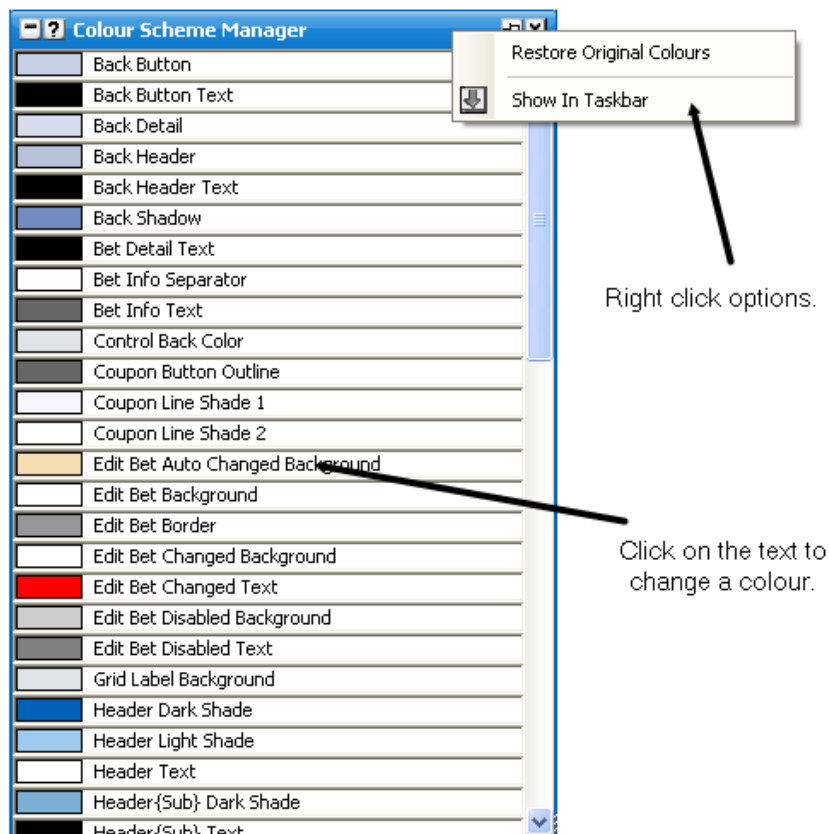 Colour Scheme Manager
Restore Original Colours
Show In Taskbar
Back Button
Back Button Text
Back Detail
Back Header
Back Header Text
Back Shadow
Bet Detail Text
Bet Info Separator
Bet Info Text
Control Back Color
Coupon Button Outline
Coupon Line Shade 1
Coupon Line Shade 2
Edit Bet Auto Changed Background
Edit Bet Background
Edit Bet Border
Edit Bet Changed Background
Edit Bet Changed Text
Edit Bet Disabled Background
Edit Bet Disabled Text
Grid Label Background
Header Dark Shade
Header Light Shade
Header Text
Header{Sub} Dark Shade
Header{Sub} Text
Right click options.
Click on the text to
change a colour.